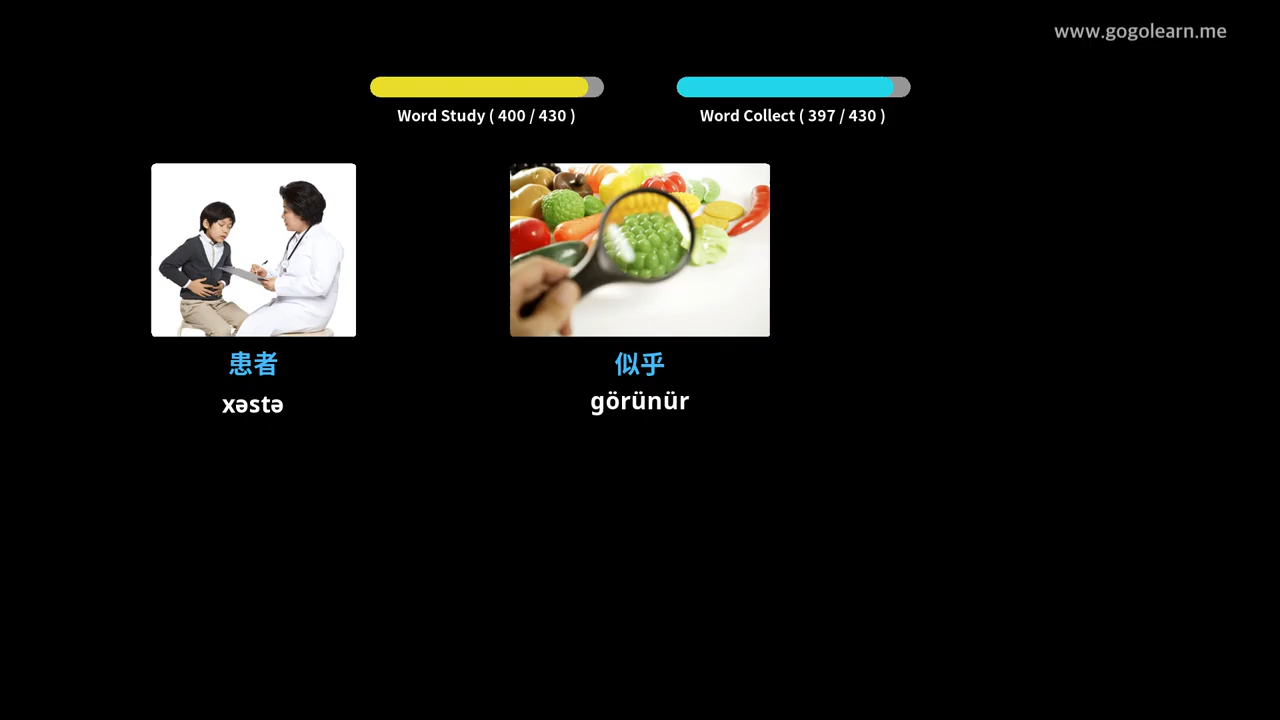 www.gogolearn.me
Word Study ( 400 / 430 )
Word Collect ( 397 / 430 )
患者
xəstə
似乎
görünür